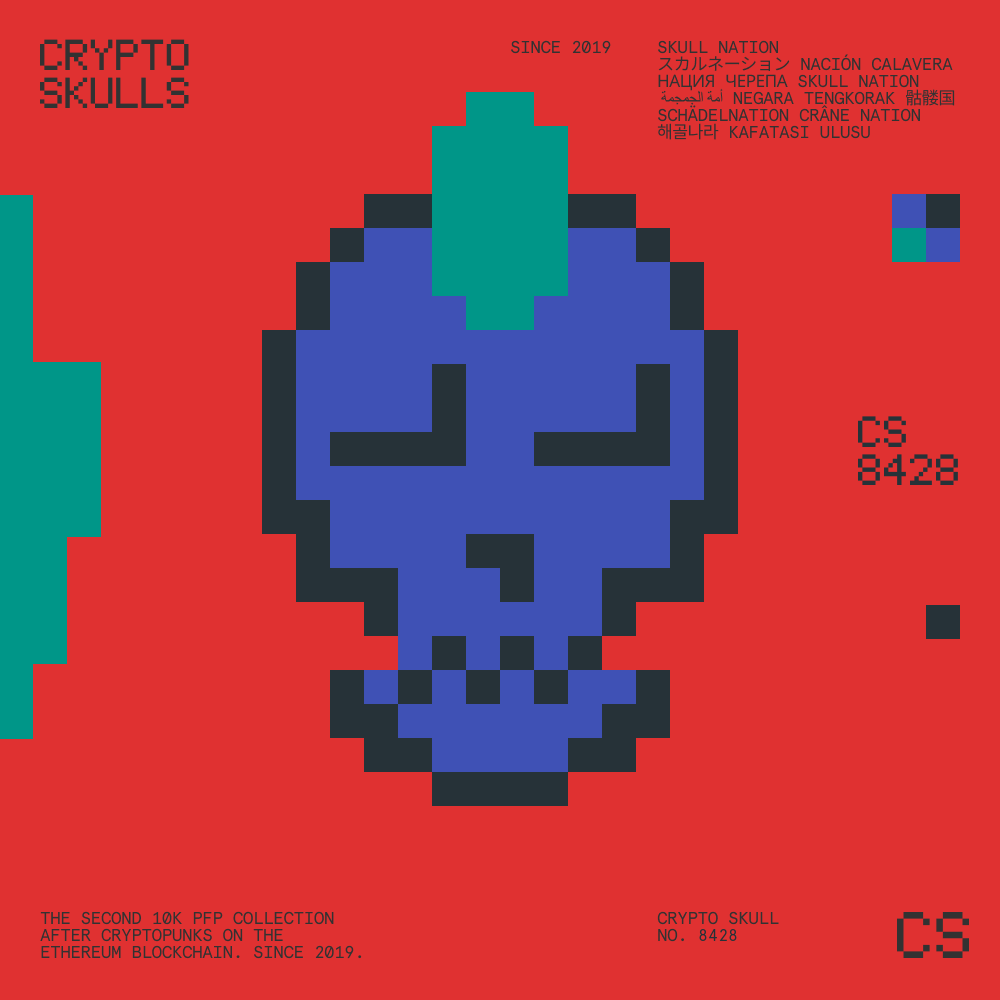 CRYPTO
SKULLS
SINCE 2019
SKULL NATION
スカルネーション NACIÓN CALAVERA
НАЦИЯ ЧЕРЕПА SKULL NATION
أمة الجمجمة NEGARA TENGKORAK 骷髅国
SCHÄDELNATION CRÂNE NATION
해골나라 KAFATASI ULUSU
CS
8428
THE SECOND 10K PFP COLLECTION
AFTER CRYPTOPUNKS ON THE
ETHEREUM BLOCKCHAIN. SINCE 2019.
CRYPTO SKULL
NO. 8428
CS